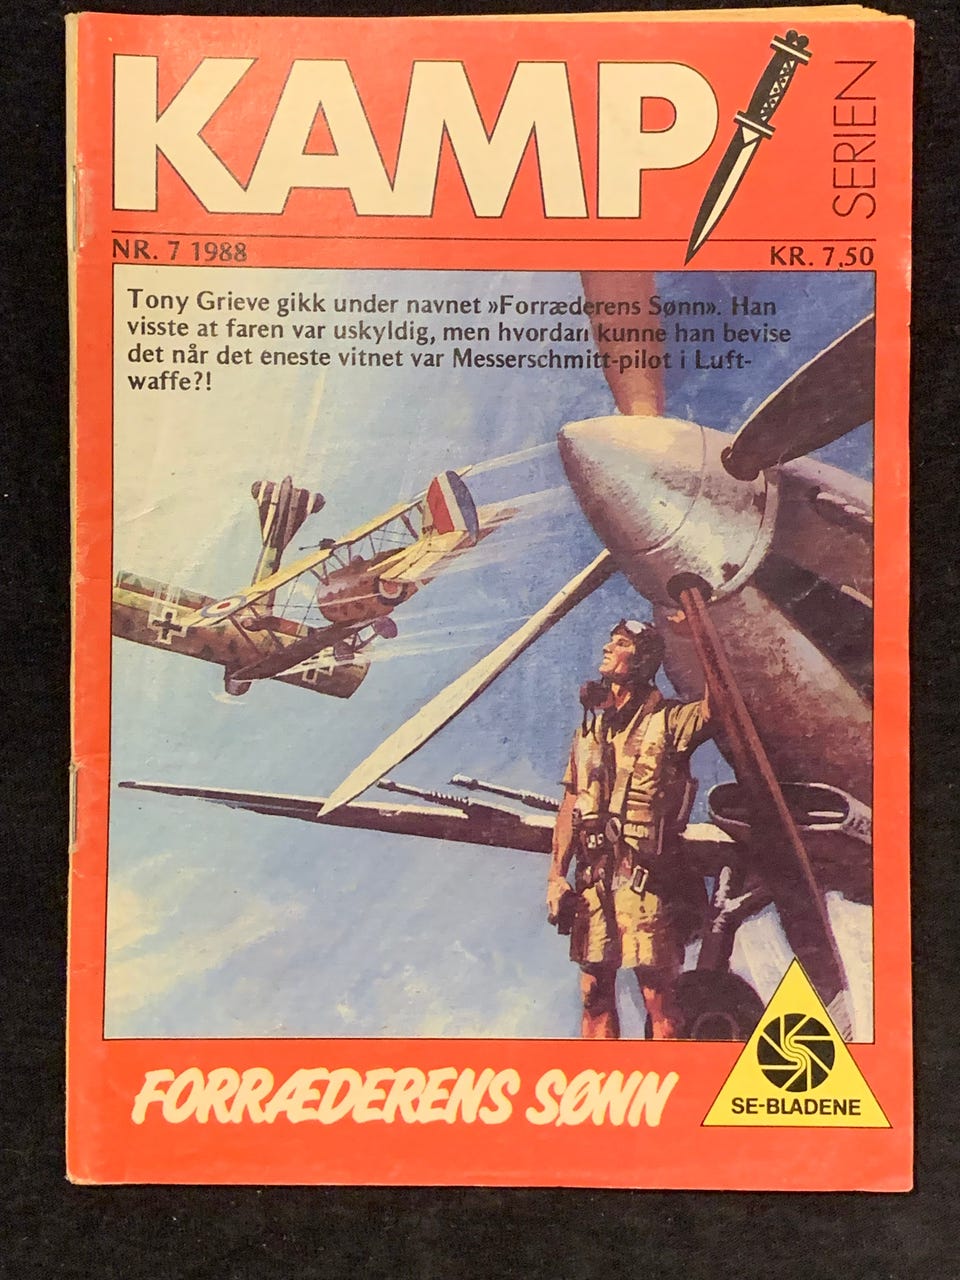 KAMP
SERIEN
NR. 7 1988
KR. 7,50
Tony Grieve gikk under navnet »Forræderens Sønn». Han
visste at faren var uskyldig, men hvordan kunne han bevise
det når det eneste vitnet var Messerschmitt-pilot i Luft-
waffe?!
FORRÆDERENS SØNN
SE-BLADENE